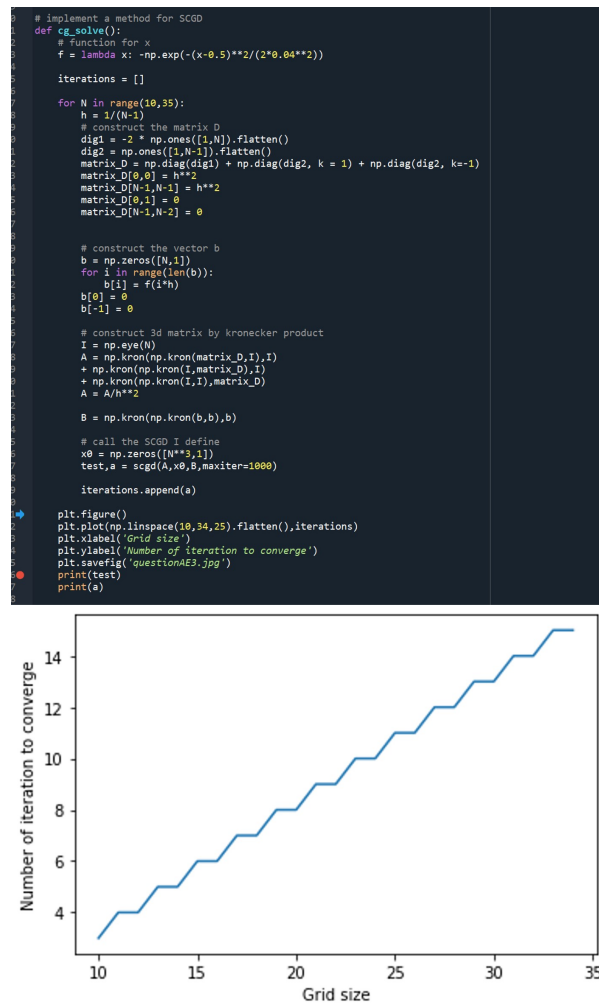 # implement a method for SCGD
def cg_solve():
# function for x
f = lambda x: -np.exp(-(x-0.5)**2/(2*0.04**2))
iterations = []
for N in range(10,35):
h = 1/(N-1)
# construct the matrix D
dig1 = -2 * np.ones([1,N]).flatten()
dig2 = np.ones([1,N-1]).flatten()
matrix_D = np.diag(dig1) + np.diag(dig2, k = 1) + np.diag(dig2, k=-1)
matrix_D[0,0] = h**2
matrix_D[N-1,N-1] = h**2
matrix_D[0,1] = 0
matrix_D[N-1,N-2] = 0
# construct the vector b
b = np.zeros([N,1])
for i in range(len(b)):
b[i] = f(i*h)
b[0] = 0
b[-1] = 0
# construct 3d matrix by kronecker product
I = np.eye(N)
A = np.kron(np.kron(matrix_D,I),I)
+ np.kron(np.kron(I,matrix_D),I)
+ np.kron(np.kron(I,I),matrix_D)
A = A/h**2
B = np.kron(np.kron(b,b),b)
# call the SCGD I define
x0 = np.zeros([N**3,1])
test,a = scgd(A,x0,B,maxiter=1000)
iterations.append(a)
plt.figure()
plt.plot(np.linspace(10,34,25).flatten(),iterations)
plt.xlabel('Grid size')
plt.ylabel('Number of iteration to converge')
plt.savefig('questionAE3.jpg')
print(test)
print(a)
Number of iteration to converge
14
12
10
8
6
4
10
15
20
25
30
35
Grid size